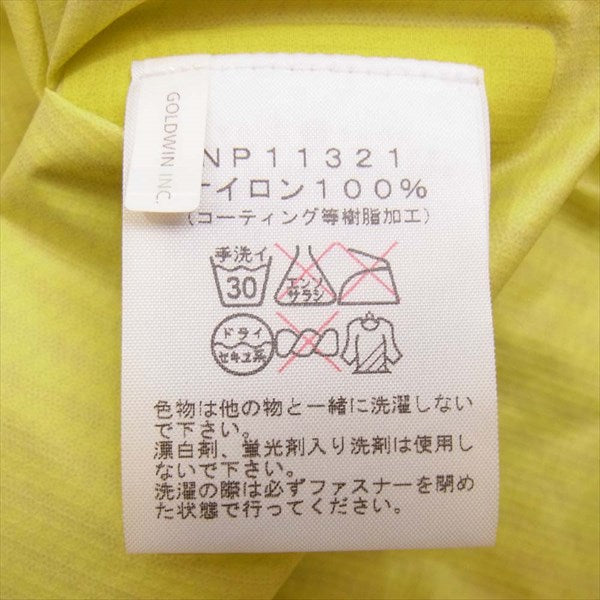 GOLDWIN INC.
NP11321
ナイロン100%
(コーティング等樹脂加工)
手洗イ
30
エンソ
サラシ
ドライ
セキユ系
色物は他の物と一緒に洗濯しない
で下さい。
漂白剤、蛍光剤入り洗剤は使用し
ないで下さい。
洗濯の際は必ずファスナーを閉め
た状態で行ってください。